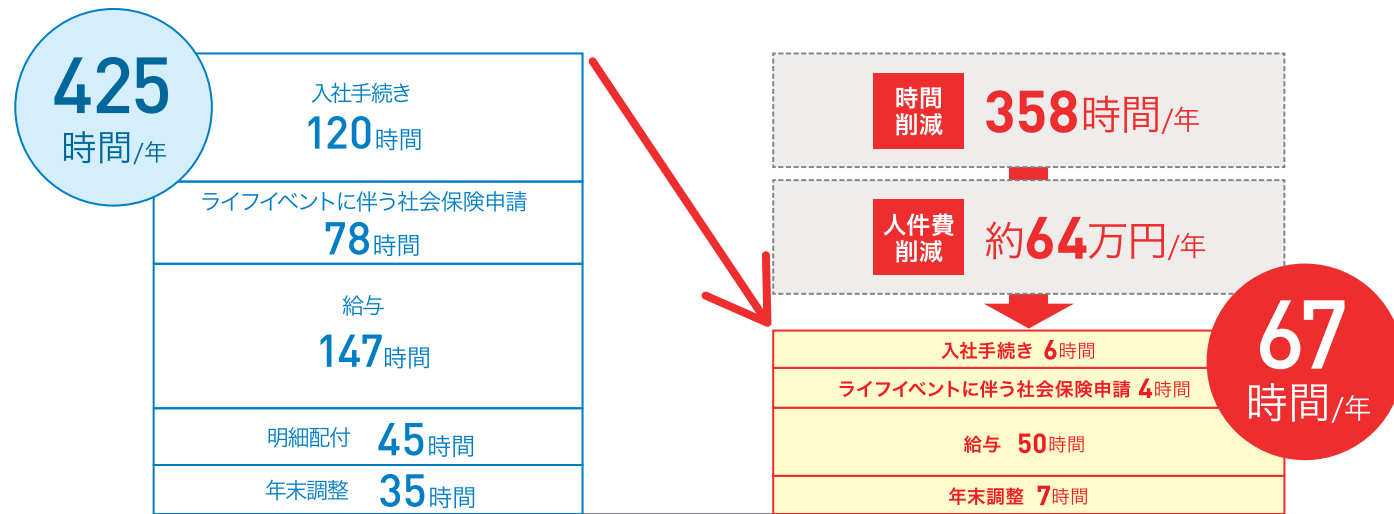 425
時間/年
入社手続き
120時間
ライフイベントに伴う社会保険申請
78時間
給与
147時間
明細配付 45時間
年末調整 35時間
時間
削減
358時間/年
人件費
削減
約64万円/年
67
時間/年
入社手続き 6時間
ライフイベントに伴う社会保険申請 4時間
給与 50時間
年末調整 7時間